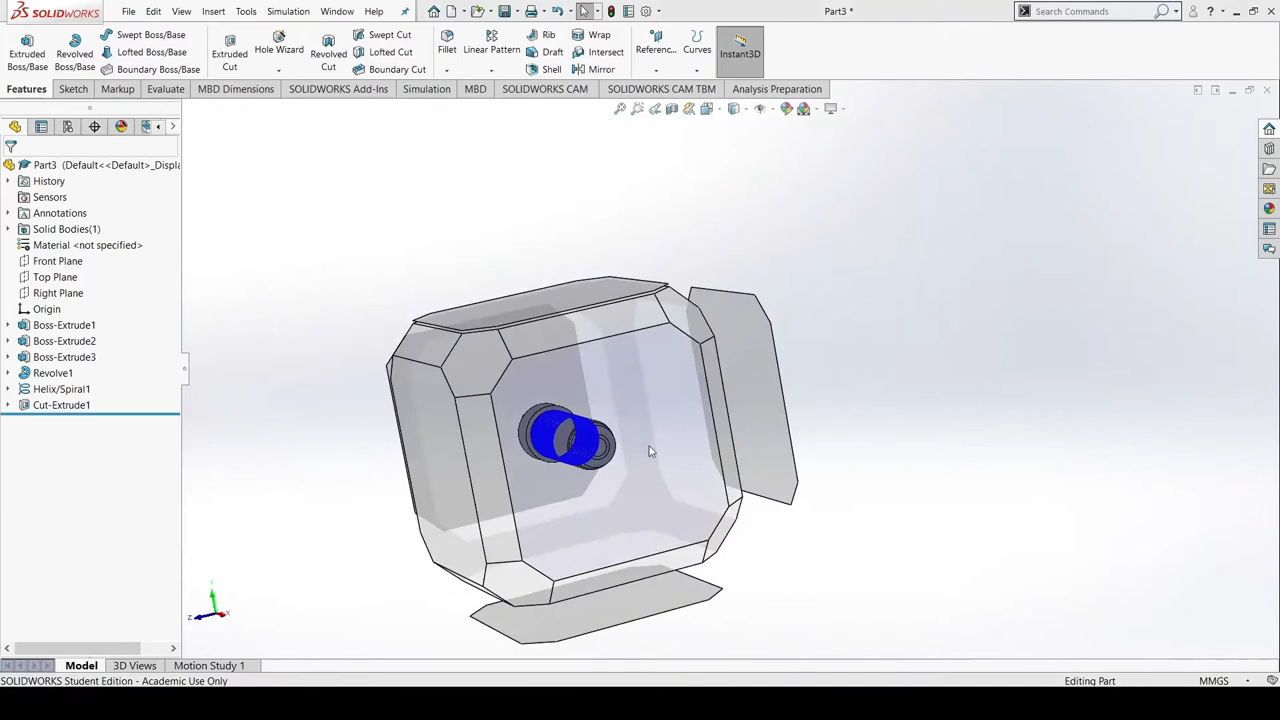 SOLIDWORKS File Edit View Insert Tools Simulation Window Help Part3 * Search Commands ?
Extruded Boss/Base Revolved Boss/Base Swept Boss/Base Lofted Boss/Base Boundary Boss/Base Extruded Cut Hole Wizard Revolved Cut Swept Cut Lofted Cut Boundary Cut Fillet Linear Pattern Rib Draft Shell Wrap Intersect Mirror Referenc... Curves Instant3D
Features Sketch Markup Evaluate MBD Dimensions SOLIDWORKS Add-Ins Simulation MBD SOLIDWORKS CAM SOLIDWORKS CAM TBM Analysis Preparation
Part3 (Default<<Default>_Displa
History
Sensors
Annotations
Solid Bodies(1)
Material <not specified>
Front Plane
Top Plane
Right Plane
Origin
Boss-Extrude1
Boss-Extrude2
Boss-Extrude3
Revolve1
Helix/Spiral1
Cut-Extrude1
Y
Z X
Model 3D Views Motion Study 1
SOLIDWORKS Student Edition - Academic Use Only Editing Part MMGS